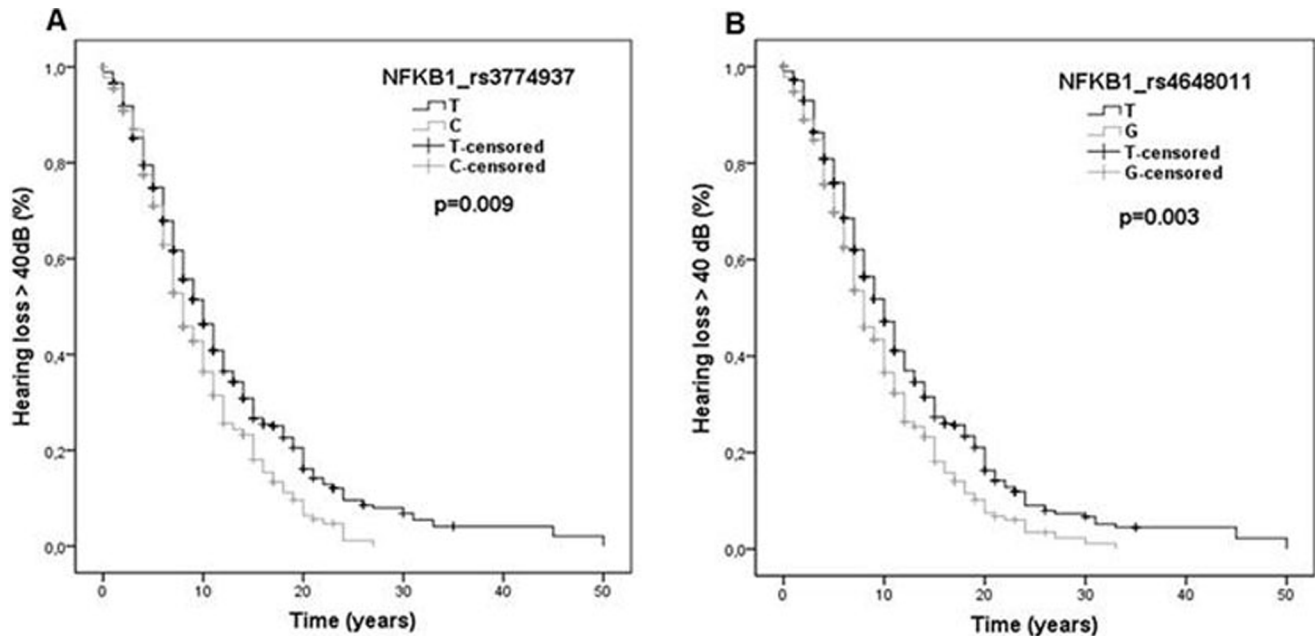 A
NFKB1_rs3774937
T
C
T-censored
C-censored
p=0.009
Hearing loss > 40dB (%)
1,0
0,8
0,6
0,4
0,2
0,0
0 10 20 30 40 50
Time (years)
B
NFKB1_rs4648011
T
G
T-censored
G-censored
p=0.003
Hearing loss > 40 dB (%)
1,0
0,8
0,6
0,4
0,2
0,0
0 10 20 30 40 50
Time (years)